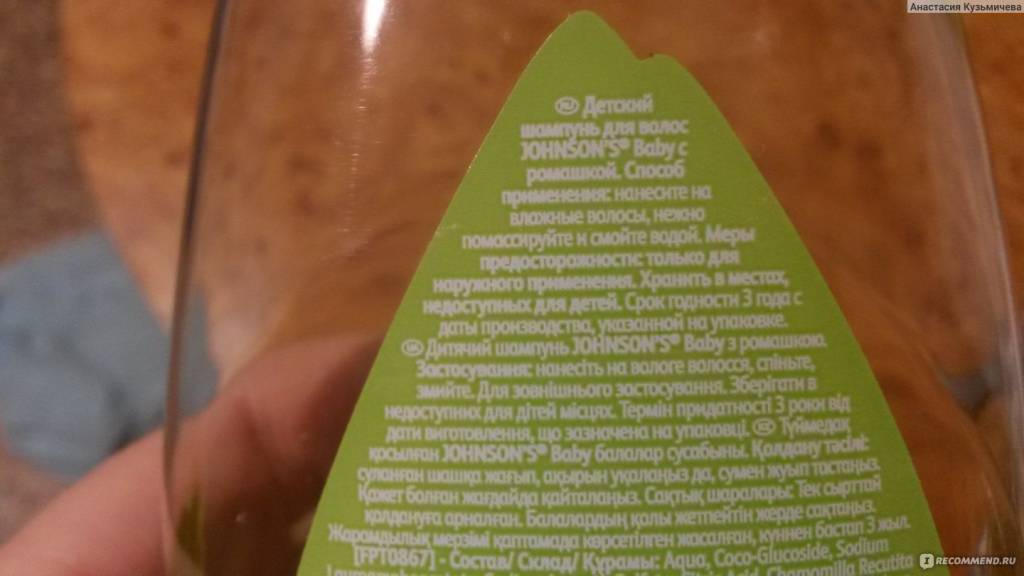 Анастасия Кузьмичева
RU Детский
шампунь для волос
JOHNSON'S® Baby с
ромашкой. Способ
применения: нанесите на
влажные волосы, нежно
помассируйте и смойте водой. Меры
предосторожности: только для
наружного применения. Хранить в местах,
недоступных для детей. Срок годности 3 года с
даты производства, указанной на упаковке.
Дитячий шампунь JOHNSON'S® Baby з ромашкою.
Застосування: нанесіть на вологе волосся, спіньте,
змийте. Для зовнішнього застосування. Зберігати в
недоступних для дітей місцях. Термін придатності 3 роки від
дати виготовлення, що зазначена на упаковці. Түймедақ
қосылған JOHNSON'S® Baby балалар сусабыны. Қолдану тәсілі:
суланған шашқа жағып, ақырын уқалаңыз да, сумен жуып тастаңыз.
Қажет болған жағдайда қайталаңыз. Сақтық шаралары: Тек сырттай
қолдануға арналған. Балалардың қолы жетпейтін жерде сақтаңыз.
Жарамдылық мерзімі қаптамада көрсетілген жасалған, күннен бастап 3 жыл.
[FPT0867] - Состав/ Склад/ Құрамы: Aqua, Coco-Glucoside, Sodium
Acid, Chamomilla Recutita
IRECOMMEND.RU